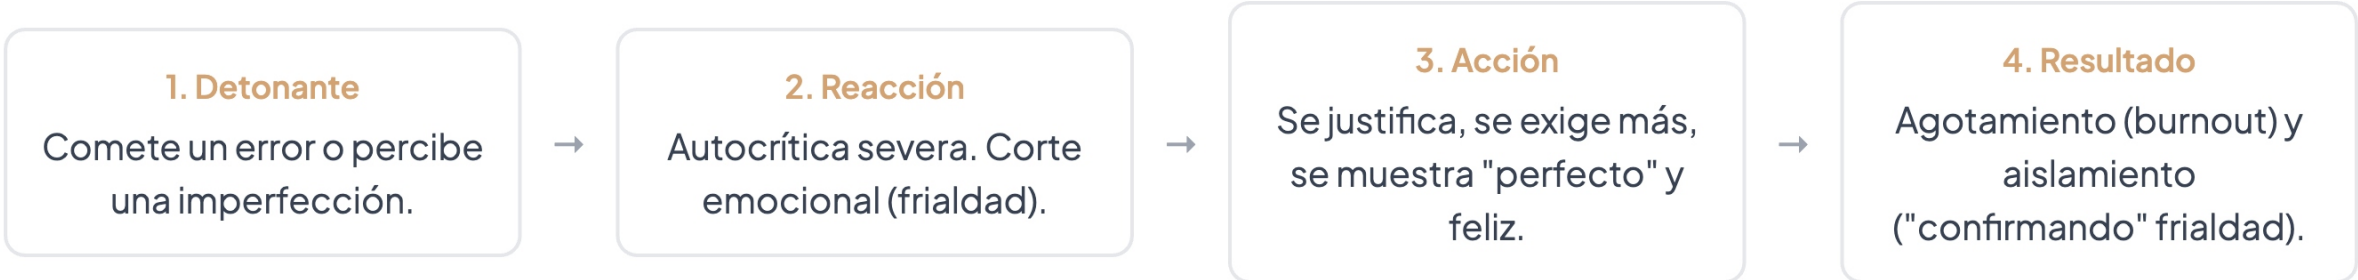 1. Detonante
Comete un error o percibe
una imperfección.
→
2. Reacción
Autocrítica severa. Corte
emocional (frialdad).
→
3. Acción
Se justifica, se exige más,
se muestra "perfecto" y
feliz.
→
4. Resultado
Agotamiento (burnout) y
aislamiento
("confirmando" frialdad).